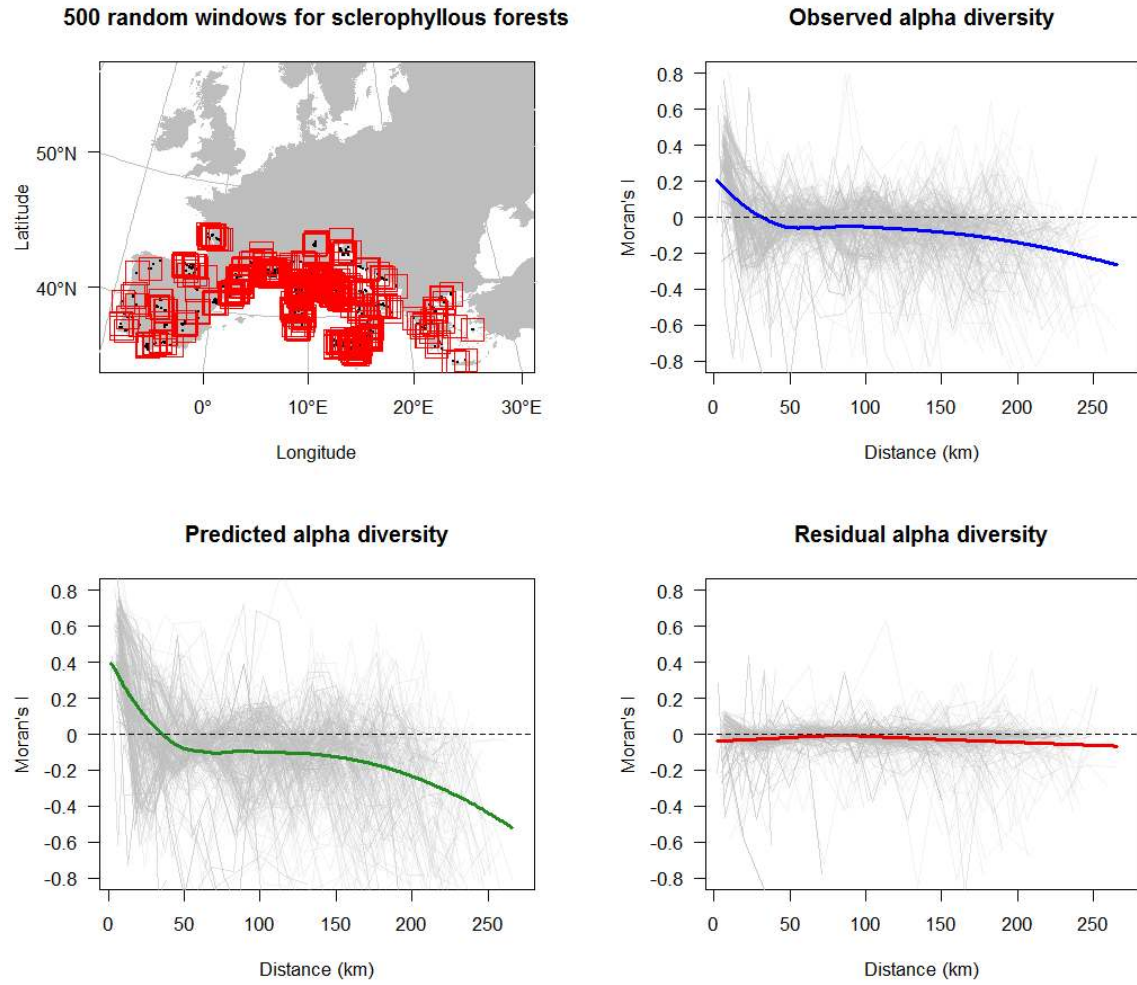 500 random windows for sclerophyllous forests
50°N
40°N
Latitude
0°
10°E
20°E
30°E
Longitude
Observed alpha diversity
0.8
0.6
0.4
0.2
0
-0.2
-0.4
-0.6
-0.8
Moran's I
0
50
100
150
200
250
Distance (km)
Predicted alpha diversity
0.8
0.6
0.4
0.2
0
-0.2
-0.4
-0.6
-0.8
Moran's I
0
50
100
150
200
250
Distance (km)
Residual alpha diversity
0.8
0.6
0.4
0.2
0
-0.2
-0.4
-0.6
-0.8
Moran's I
0
50
100
150
200
250
Distance (km)